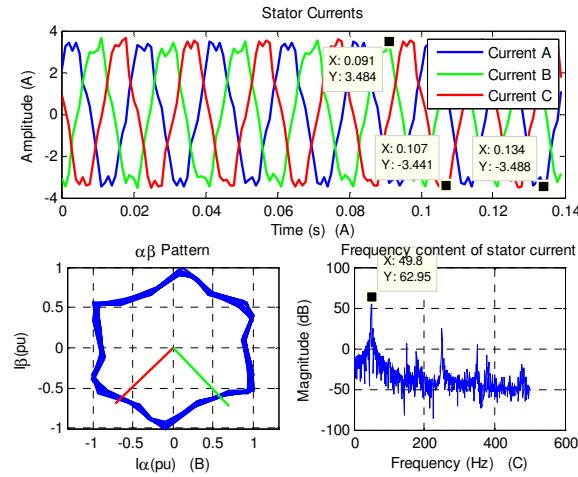 Stator Currents
Amplitude (A)
4
2
0
-2
-4
X: 0.091
Y: 3.484
Current A
Current B
Current C
X: 0.107
Y: -3.441
X: 0.134
Y: -3.488
0 0.02 0.04 0.06 0.08 0.1 0.12 0.14
Time (s) (A)
αβ Pattern
Iβ(pu)
1
0.5
0
-0.5
-1
-1 -0.5 0 0.5 1
Iα(pu) (B)
Frequency content of stator current
X: 49.8
Y: 62.95
Magnitude (dB)
100
50
0
-50
-100
0 200 400 600
Frequency (Hz) (C)